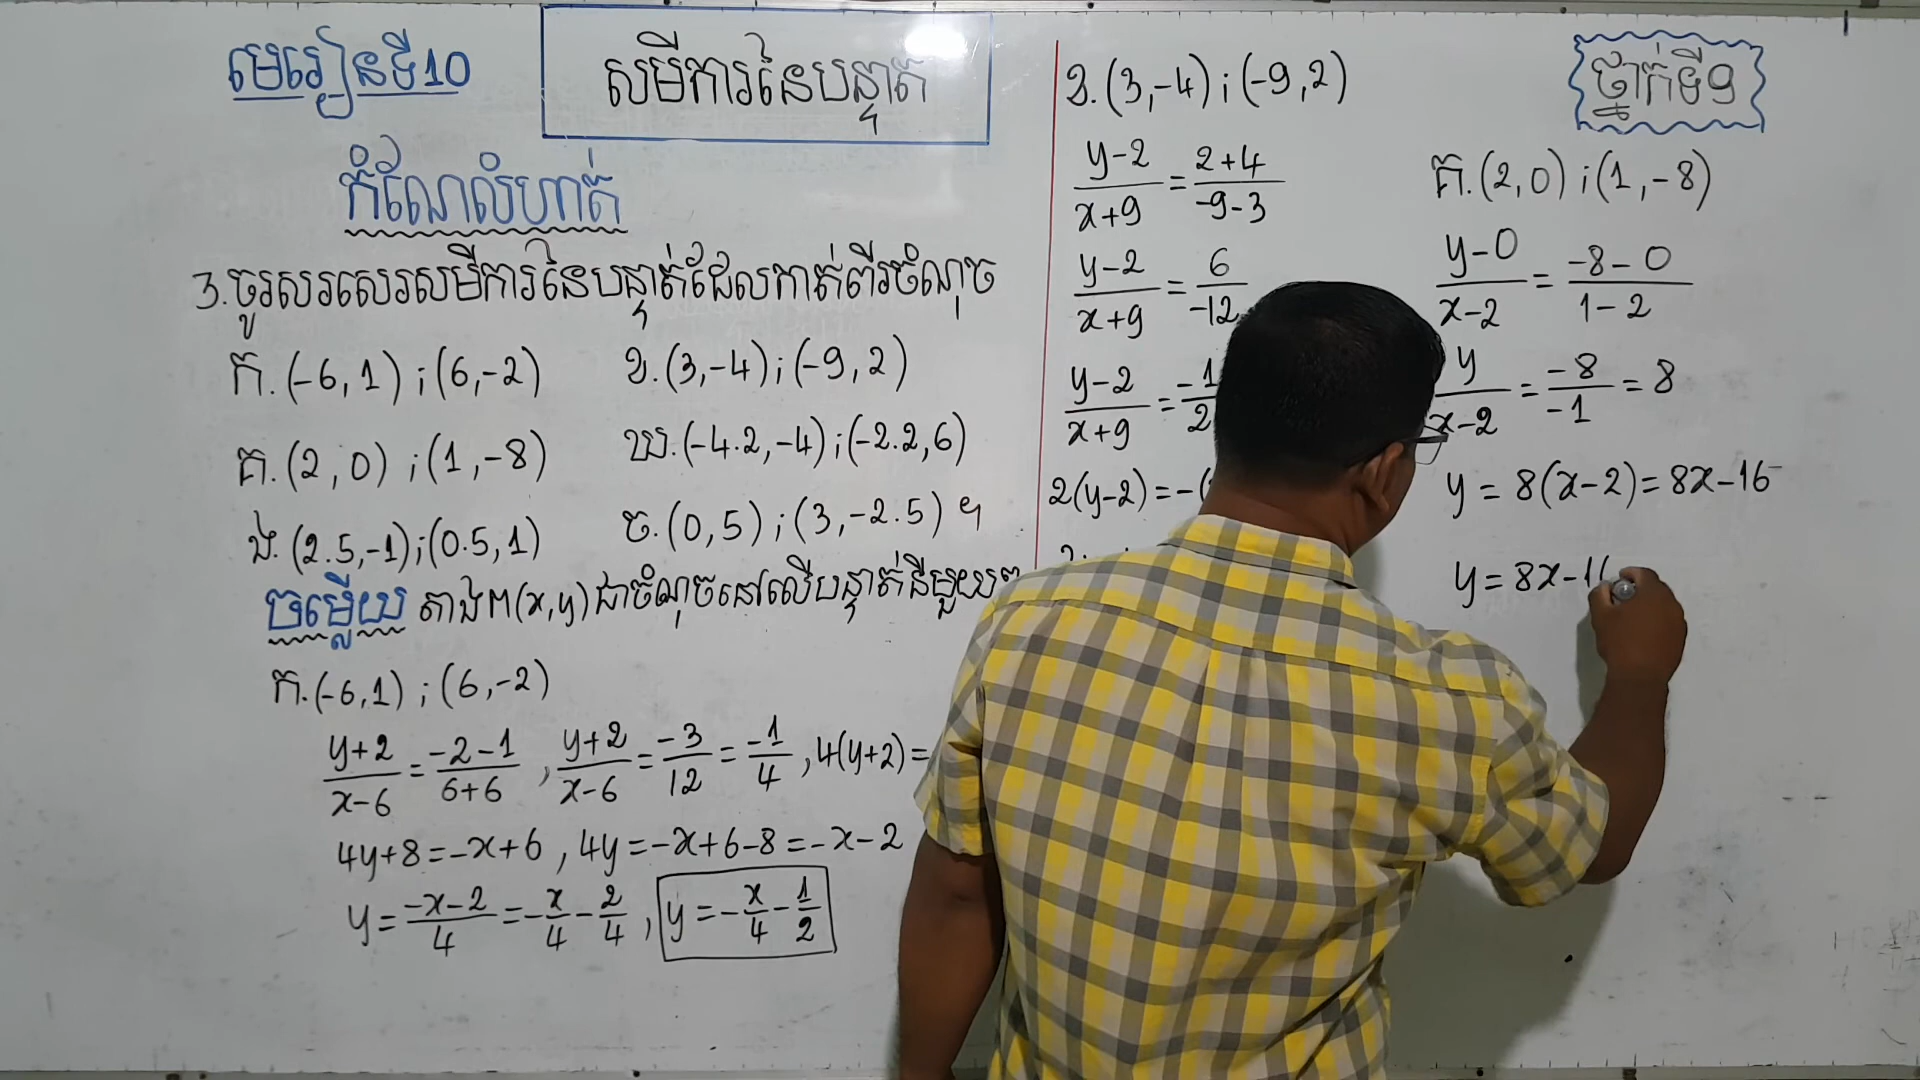 មេរៀនទី10
សមីការនៃបន្ទាត់
ថ្នាក់ទី9
កំណែលំហាត់
3.ចូរសរសេរសមីការនៃបន្ទាត់ដែលកាត់ពីរចំណុច
ក.(-6,1);(6,-2) ខ.(3,-4);(-9,2)
គ.(2,0);(1,-8) ឃ.(-4.2,-4);(-2.2,6)
ង.(2.5,-1);(0.5,1) ច.(0,5);(3,-2.5)។
ចម្លើយ តាង P(x,y)ជាចំណុចនៅលើបន្ទាត់នីមួយៗ
ក.(-6,1);(6,-2)
(y+2)/(x-6)=(-2-1)/(6+6) , (y+2)/(x-6)=-3/12=-1/4 ,4(y+2)=
4y+8=-x+6 ,4y=-x+6-8=-x-2
y=(-x-2)/4=-x/4-2/4 , y=-x/4-1/2
ខ.(3,-4);(-9,2)
(y-2)/(x+9)=(2+4)/(-9-3)
(y-2)/(x+9)=6/-12
(y-2)/(x+9)=-1/2
2(y-2)=-(
គ.(2,0);(1,-8)
(y-0)/(x-2)=(-8-0)/(1-2)
y/(x-2)=-8/-1=8
y=8(x-2)=8x-16
y=8x-1